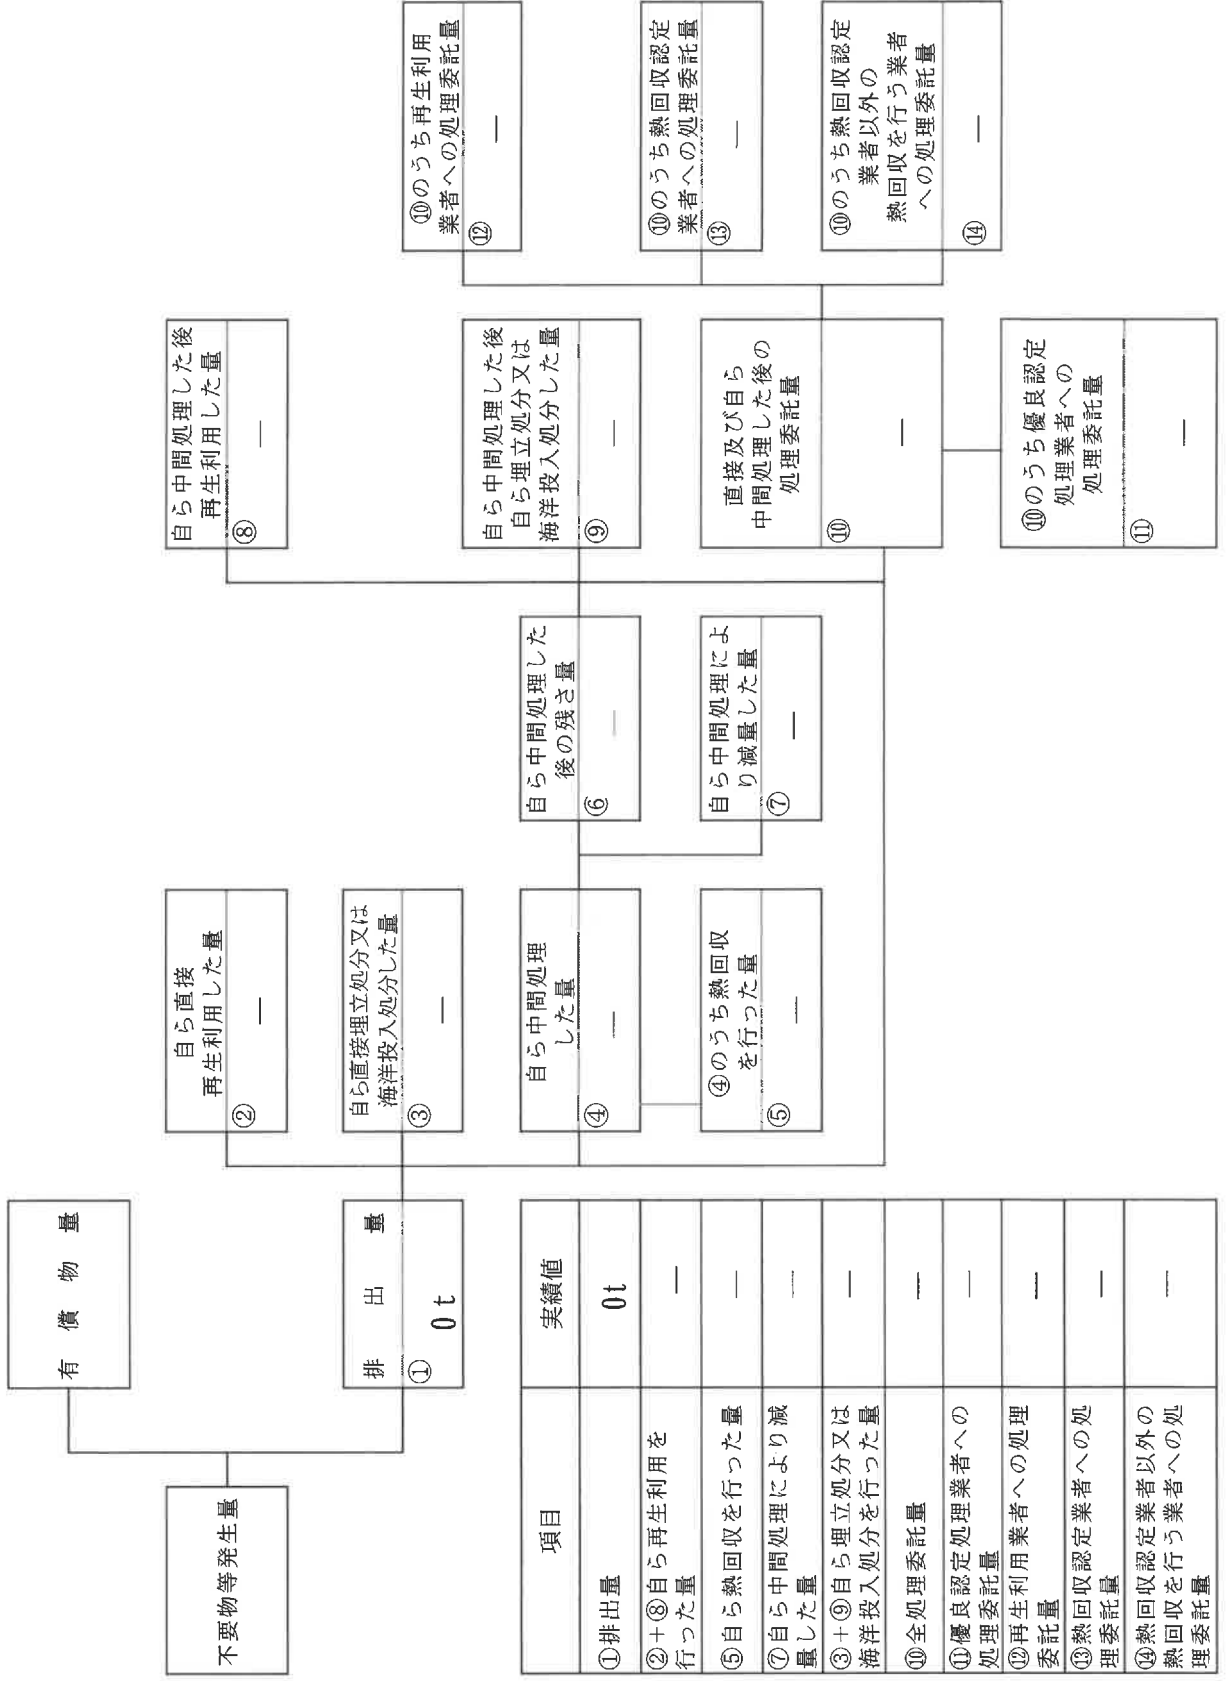 不要物等発生量
有償物量
排出量
①
0 t
自ら直接
再生利用した量
②
—
自ら直接埋立処分又は
海洋投入処分した量
③
—
自ら中間処理
した量
④
—
④のうち熱回収
を行った量
⑤
—
自ら中間処理した
後の残さ量
⑥
—
自ら中間処理によ
り減量した量
⑦
—
自ら中間処理した後
再生利用した量
⑧
—
自ら中間処理した後
自ら埋立処分又は
海洋投入処分した量
⑨
—
直接及び自ら
中間処理した後の
処理委託量
⑩
—
⑩のうち優良認定
処理業者への
処理委託量
⑪
—
⑩のうち再生利用
業者への処理委託量
⑫
—
⑩のうち熱回収認定
業者への処理委託量
⑬
—
⑩のうち熱回収認定
業者以外の
熱回収を行う業者
への処理委託量
⑭
—
項目 実績値
①排出量 0t
②+⑧自ら再生利用を
行った量 —
⑤自ら熱回収を行った量 —
⑦自ら中間処理により減
量した量 —
③+⑨自ら埋立処分又は
海洋投入処分を行った量 —
⑩全処理委託量 —
⑪優良認定処理業者への
処理委託量 —
⑫再生利用業者への処理
委託量 —
⑬熱回収認定業者への処
理委託量 —
⑭熱回収認定業者以外の
熱回収を行う業者への処
理委託量 —